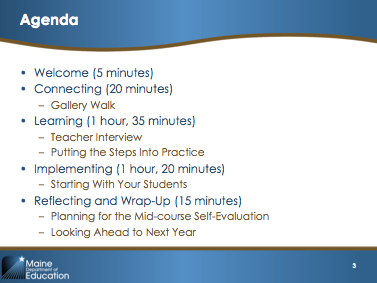 Agenda
• Welcome (5 minutes)
• Connecting (20 minutes)
– Gallery Walk
• Learning (1 hour, 35 minutes)
– Teacher Interview
– Putting the Steps Into Practice
• Implementing (1 hour, 20 minutes)
– Starting With Your Students
• Reflecting and Wrap-Up (15 minutes)
– Planning for the Mid-course Self-Evaluation
– Looking Ahead to Next Year
Maine
Department of
Education
3